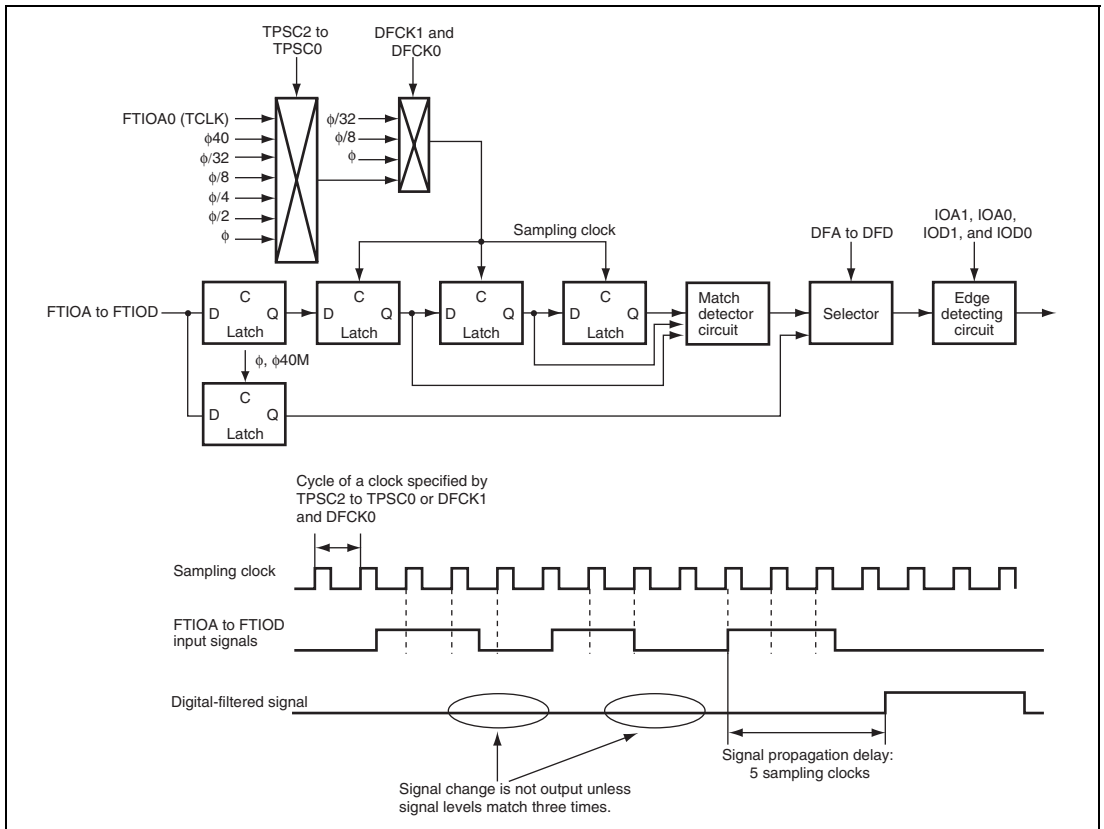 TPSC2 to
TPSC0
DFCK1 and
DFCK0
FTIOA0 (TCLK)
φ40
φ/32
φ/8
φ/4
φ/2
φ
φ/32
φ/8
φ
Sampling clock
IOA1, IOA0,
IOD1, and IOD0
DFA to DFD
FTIOA to FTIOD
C
D Q
Latch
C
D Q
Latch
C
D Q
Latch
C
D Q
Latch
Match
detector
circuit
Selector
Edge
detecting
circuit
φ, φ40M
C
D Q
Latch
Cycle of a clock specified by
TPSC2 to TPSC0 or DFCK1
and DFCK0
Sampling clock
FTIOA to FTIOD
input signals
Digital-filtered signal
Signal propagation delay:
5 sampling clocks
Signal change is not output unless
signal levels match three times.